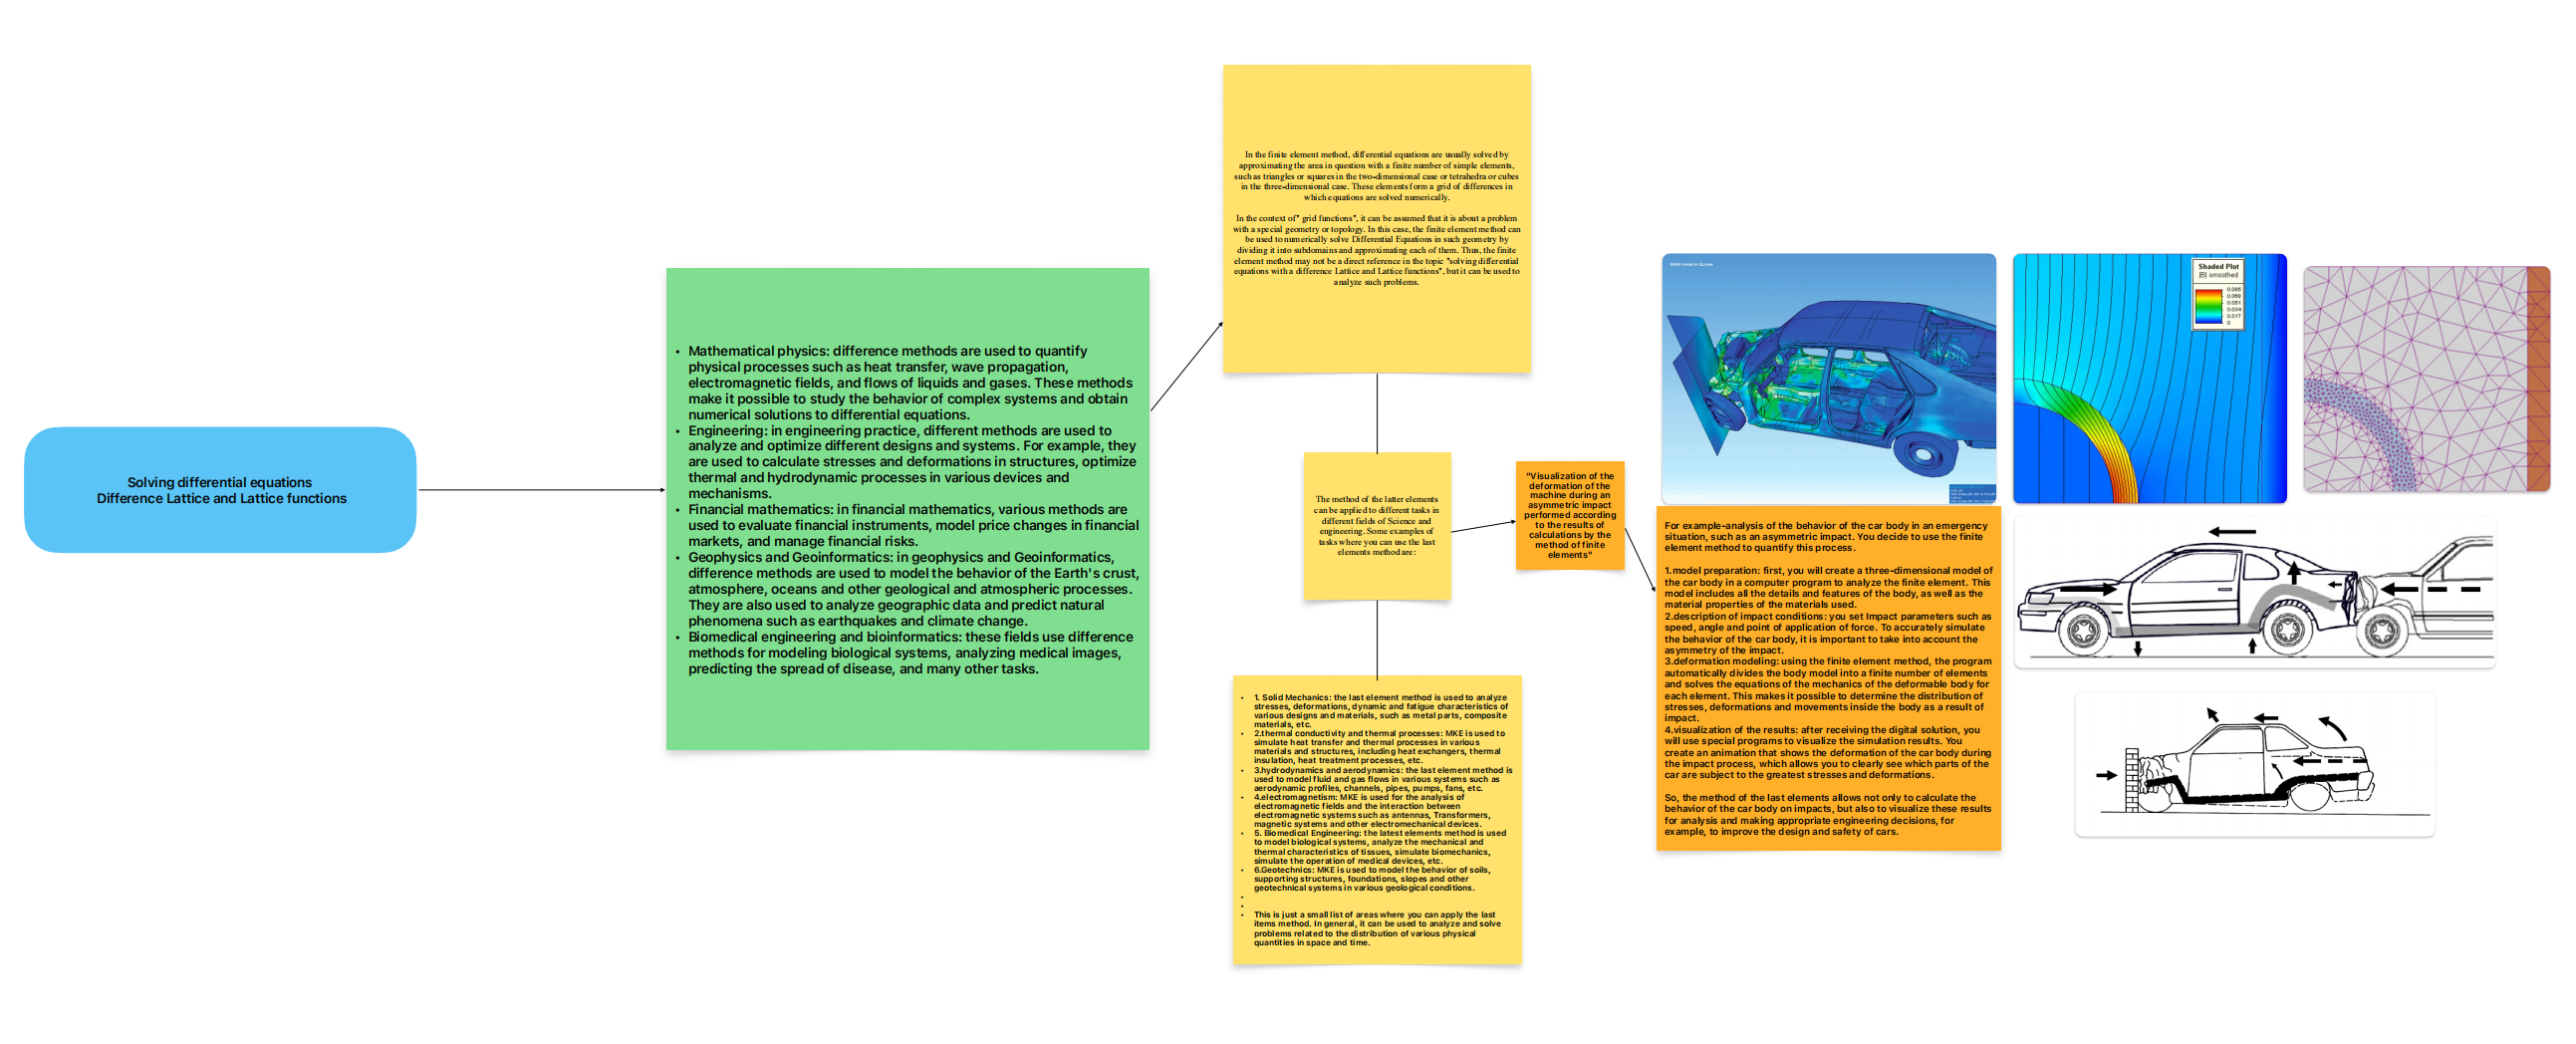 Solving differential equations
Difference Lattice and Lattice functions
• Mathematical physics: difference methods are used to quantify
physical processes such as heat transfer, wave propagation,
electromagnetic fields, and flows of liquids and gases. These methods
make it possible to study the behavior of complex systems and obtain
numerical solutions to differential equations.
• Engineering: in engineering practice, different methods are used to
analyze and optimize different designs and systems. For example, they
are used to calculate stresses and deformations in structures, optimize
thermal and hydrodynamic processes in various devices and
mechanisms.
• Financial mathematics: in financial mathematics, various methods are
used to evaluate financial instruments, model price changes in financial
markets, and manage financial risks.
• Geophysics and Geoinformatics: in geophysics and Geoinformatics,
difference methods are used to model the behavior of the Earth's crust,
atmosphere, oceans and other geological and atmospheric processes.
They are also used to analyze geographic data and predict natural
phenomena such as earthquakes and climate change.
• Biomedical engineering and bioinformatics: these fields use difference
methods for modeling biological systems, analyzing medical images,
predicting the spread of disease, and many other tasks.
In the finite element method, differential equations are usually solved by
approximating the area in question with a finite number of simple elements,
such as triangles or squares in the two-dimensional case or tetrahedra or cubes
in the three-dimensional case. These elements form a grid of differences in
which equations are solved numerically.
In the context of" grid functions", it can be assumed that it is about a problem
with a special geometry or topology. In this case, the finite element method can
be used to numerically solve Differential Equations in such geometry by
dividing it into subdomains and approximating each of them. Thus, the finite
element method may not be a direct reference in the topic "solving differential
equations with a difference Lattice and Lattice functions", but it can be used to
analyze such problems.
The method of the latter elements
can be applied to different tasks in
different fields of Science and
engineering. Some examples of
tasks where you can use the last
elements method are:
• 1. Solid Mechanics: the last element method is used to analyze
stresses, deformations, dynamic and fatigue characteristics of
various designs and materials, such as metal parts, composite
materials, etc.
• 2.thermal conductivity and thermal processes: MKE is used to
simulate heat transfer and thermal processes in various
materials and structures, including heat exchangers, thermal
insulation, heat treatment processes, etc.
• 3.hydrodynamics and aerodynamics: the last element method is
used to model fluid and gas flows in various systems such as
aerodynamic profiles, channels, pipes, pumps, fans, etc.
• 4.electromagnetism: MKE is used for the analysis of
electromagnetic fields and the interaction between
electromagnetic systems such as antennas, Transformers,
magnetic systems and other electromechanical devices.
• 5. Biomedical Engineering: the latest elements method is used
to model biological systems, analyze the mechanical and
thermal characteristics of tissues, simulate biomechanics,
simulate the operation of medical devices, etc.
• 6.Geotechnics: MKE is used to model the behavior of soils,
supporting structures, foundations, slopes and other
geotechnical systems in various geological conditions.
•
•
• This is just a small list of areas where you can apply the last
items method. In general, it can be used to analyze and solve
problems related to the distribution of various physical
quantities in space and time.
"Visualization of the
deformation of the
machine during an
asymmetric impact
performed according
to the results of
calculations by the
method of finite
elements"
For example-analysis of the behavior of the car body in an emergency
situation, such as an asymmetric impact. You decide to use the finite
element method to quantify this process.
1.model preparation: first, you will create a three-dimensional model of
the car body in a computer program to analyze the finite element. This
model includes all the details and features of the body, as well as the
material properties of the materials used.
2.description of impact conditions: you set Impact parameters such as
speed, angle and point of application of force. To accurately simulate
the behavior of the car body, it is important to take into account the
asymmetry of the impact.
3.deformation modeling: using the finite element method, the program
automatically divides the body model into a finite number of elements
and solves the equations of the mechanics of the deformable body for
each element. This makes it possible to determine the distribution of
stresses, deformations and movements inside the body as a result of
impact.
4.visualization of the results: after receiving the digital solution, you
will use special programs to visualize the simulation results. You
create an animation that shows the deformation of the car body during
the impact process, which allows you to clearly see which parts of the
car are subject to the greatest stresses and deformations.
So, the method of the last elements allows not only to calculate the
behavior of the car body on impacts, but also to visualize these results
for analysis and making appropriate engineering decisions, for
example, to improve the design and safety of cars.
Shaded Plot
|B| smoothed
0.085
0.068
0.051
0.034
0.017
0